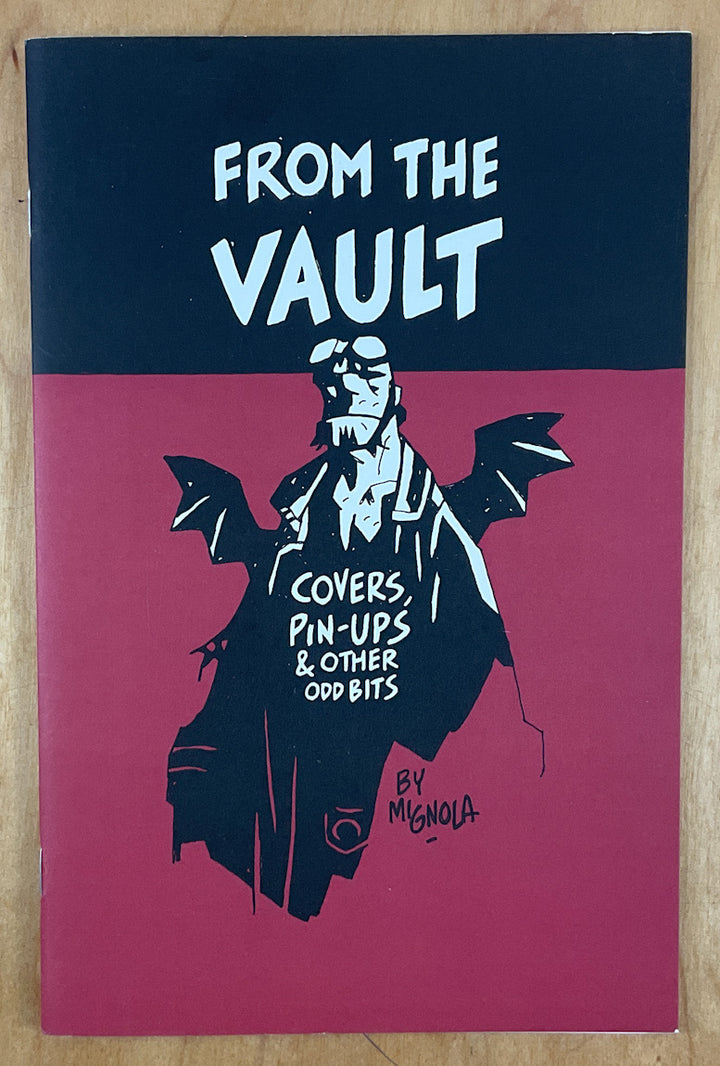 FROM THE
VAULT
COVERS,
PIN-UPS
& OTHER
ODD BITS
BY
MIGNOLA